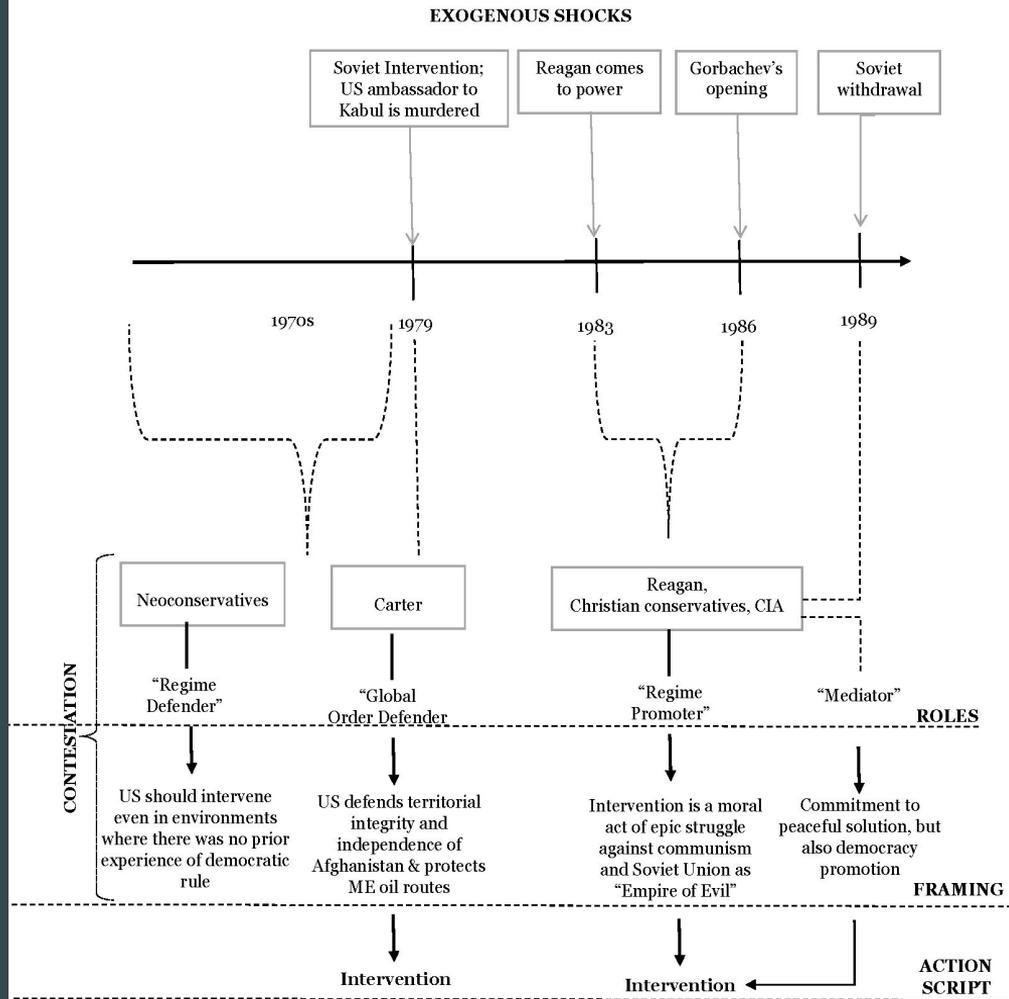 EXOGENOUS SHOCKS
Soviet Intervention;
US ambassador to
Kabul is murdered
Reagan comes
to power
Gorbachev's
opening
Soviet
withdrawal
1970s
1979
1983
1986
1989
CONTESTATION
Neoconservatives
Carter
Reagan,
Christian conservatives, CIA
“Regime
Defender”
“Global
Order Defender
“Regime
Promoter”
“Mediator”
ROLES
US should intervene
even in environments
where there was no prior
experience of democratic
rule
US defends territorial
integrity and
independence of
Afghanistan & protects
ME oil routes
Intervention is a moral
act of epic struggle
against communism
and Soviet Union as
“Empire of Evil”
Commitment to
peaceful solution, but
also democracy
promotion
FRAMING
Intervention
Intervention
ACTION
SCRIPT